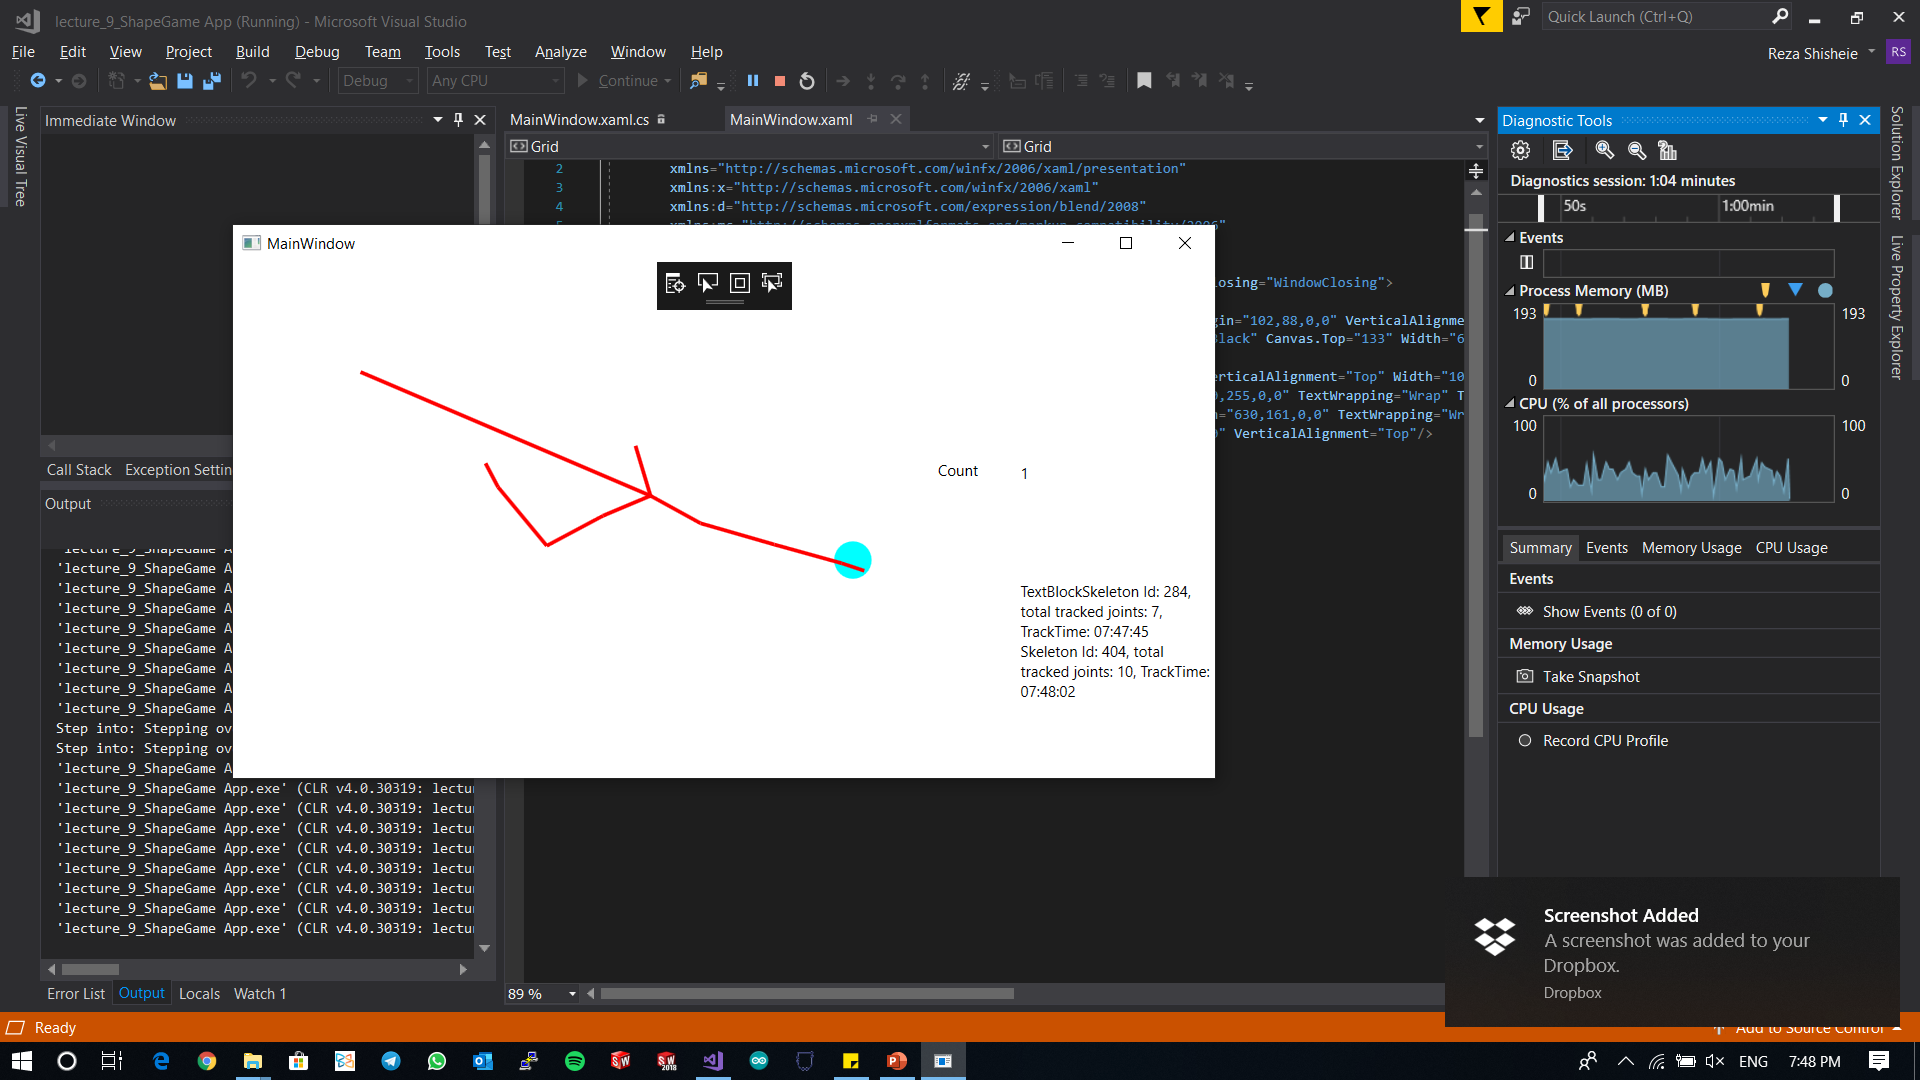 lecture_9_ShapeGame App (Running) - Microsoft Visual Studio
Quick Launch (Ctrl+Q)
File Edit View Project Build Debug Team Tools Test Analyze Window Help
Reza Shisheie
RS
Debug
Any CPU
Continue
Live Visual Tree
Immediate Window
MainWindow.xaml.cs
MainWindow.xaml
Grid
Grid
2 xmlns="http://schemas.microsoft.com/winfx/2006/xaml/presentation"
3 xmlns:x="http://schemas.microsoft.com/winfx/2006/xaml"
4 xmlns:d="http://schemas.microsoft.com/expression/blend/2008"
losing="WindowClosing">
gin="102,88,0,0" VerticalAlignme
lack" Canvas.Top="133" Width="6
erticalAlignment="Top" Width="10
0,255,0,0" TextWrapping="Wrap" T
="630,161,0,0" TextWrapping="Wr
" VerticalAlignment="Top"/>
MainWindow
Count
1
TextBlockSkeleton Id: 284,
total tracked joints: 7,
TrackTime: 07:47:45
Skeleton Id: 404, total
tracked joints: 10, TrackTime:
07:48:02
Call Stack
Exception Settin
Output
'lecture_9_ShapeGame A
'lecture_9_ShapeGame A
'lecture_9_ShapeGame A
'lecture_9_ShapeGame A
'lecture_9_ShapeGame A
'lecture_9_ShapeGame A
'lecture_9_ShapeGame A
'lecture_9_ShapeGame A
'lecture_9_ShapeGame A
Step into: Stepping ov
Step into: Stepping ov
'lecture_9_ShapeGame A
'lecture_9_ShapeGame App.exe' (CLR v4.0.30319: lectu
'lecture_9_ShapeGame App.exe' (CLR v4.0.30319: lectu
'lecture_9_ShapeGame App.exe' (CLR v4.0.30319: lectu
'lecture_9_ShapeGame App.exe' (CLR v4.0.30319: lectu
'lecture_9_ShapeGame App.exe' (CLR v4.0.30319: lectu
'lecture_9_ShapeGame App.exe' (CLR v4.0.30319: lectu
'lecture_9_ShapeGame App.exe' (CLR v4.0.30319: lectu
'lecture_9_ShapeGame App.exe' (CLR v4.0.30319: lectu
Error List Output Locals Watch 1
89 %
Diagnostic Tools
Diagnostics session: 1:04 minutes
50s
1:00min
Events
Process Memory (MB)
193
193
0
0
CPU (% of all processors)
100
100
0
0
Summary Events Memory Usage CPU Usage
Events
Show Events (0 of 0)
Memory Usage
Take Snapshot
CPU Usage
Record CPU Profile
Solution Explorer
Live Property Explorer
Screenshot Added
A screenshot was added to your
Dropbox.
Dropbox
Ready
Add to Source Control
ENG
7:48 PM